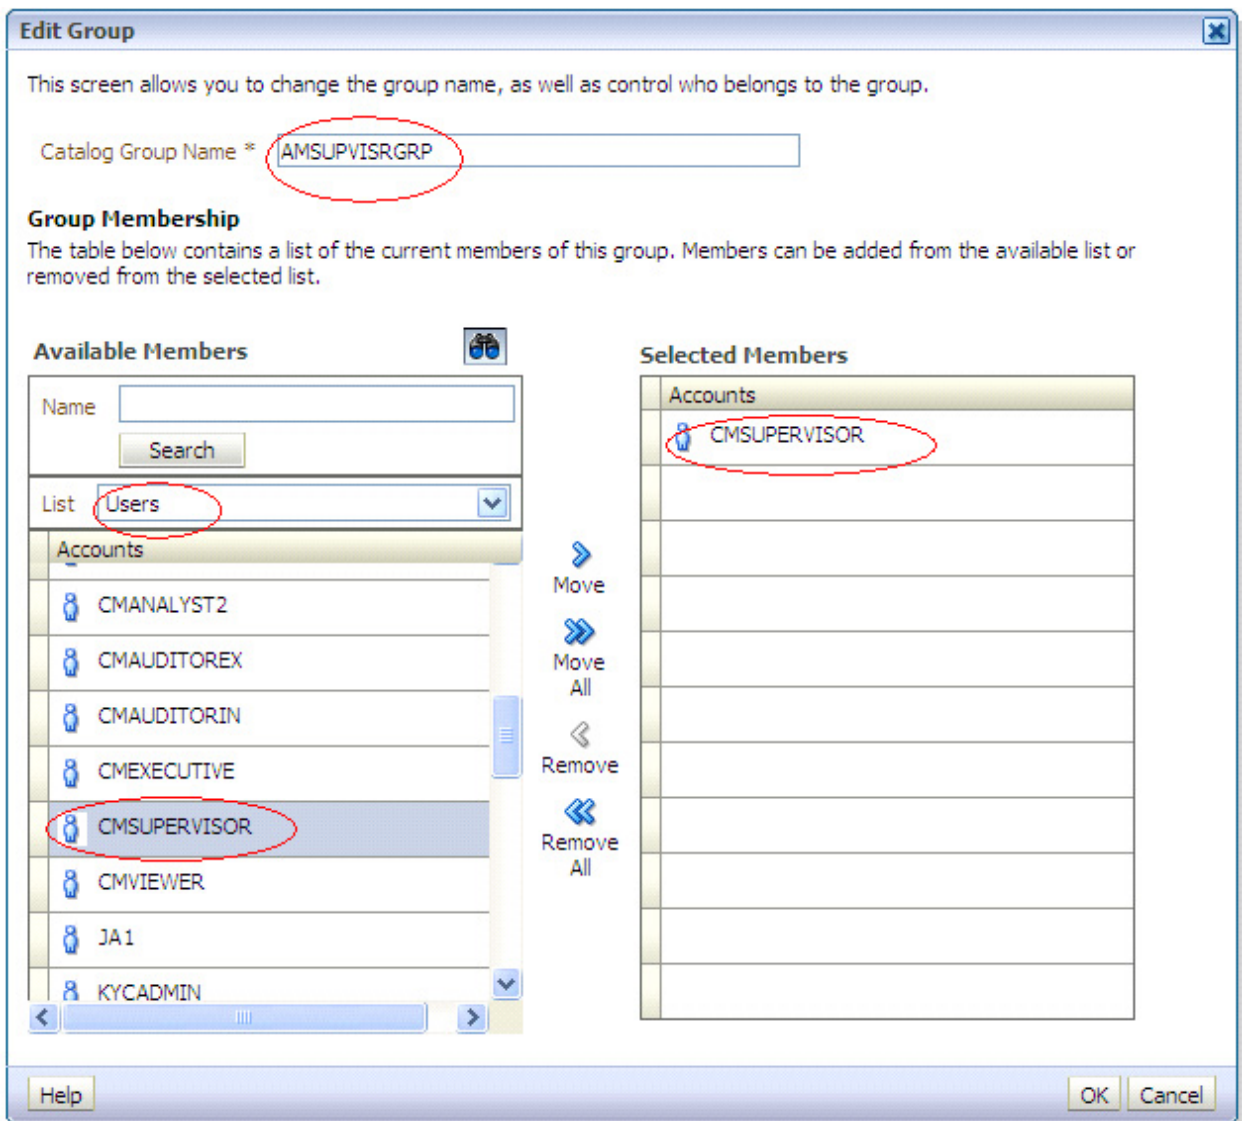 Edit Group
This screen allows you to change the group name, as well as control who belongs to the group.
Catalog Group Name * AMSUPVISRGRP
Group Membership
The table below contains a list of the current members of this group. Members can be added from the available list or
removed from the selected list.
Available Members
Name
Search
List Users
Accounts
CMANALYST2
CMAUDITOREX
CMAUDITORIN
CMEXECUTIVE
CMSUPERVISOR
CMVIEWER
JA1
KYCADMIN
Move
Move
All
Remove
Remove
All
Selected Members
Accounts
CMSUPERVISOR
Help
OK
Cancel